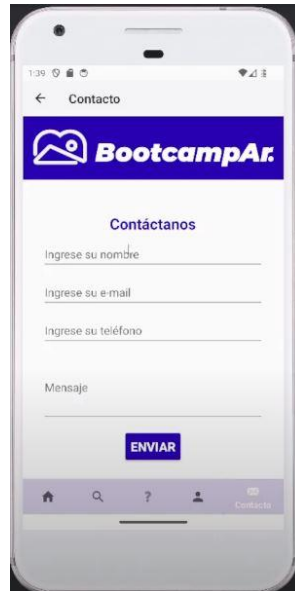 1:39
Contacto
BootcampAr.
Contáctanos
Ingrese su nombre
Ingrese su e-mail
Ingrese su teléfono
Mensaje
ENVIAR
?
Contacto